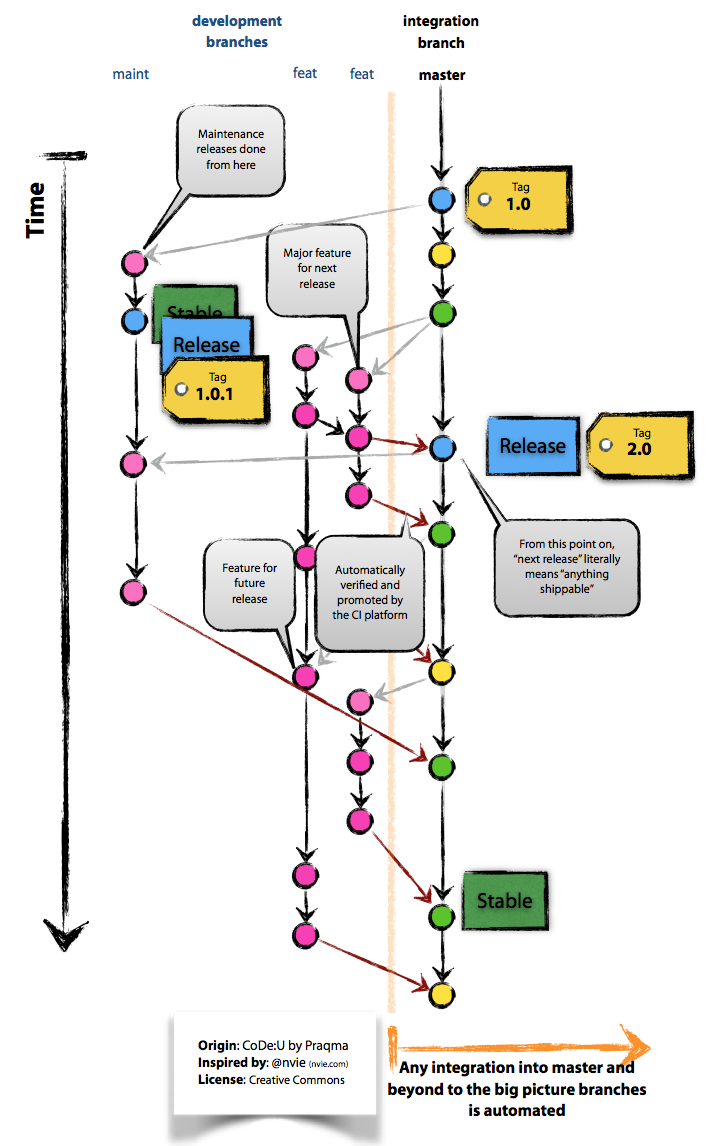 development
branches
integration
branch
maint
feat
feat
master
Time
Maintenance
releases done
from here
Tag
1.0
Major feature
for next
release
Stable
Release
Tag
1.0.1
Release
Tag
2.0
From this point on,
“next release” literally
means “anything
shippable”
Feature for
future
release
Automatically
verified and
promoted by
the CI platform
Stable
Origin: CoDe:U by Praqma
Inspired by: @nvie (nvie.com)
License: Creative Commons
Any integration into master and
beyond to the big picture branches
is automated